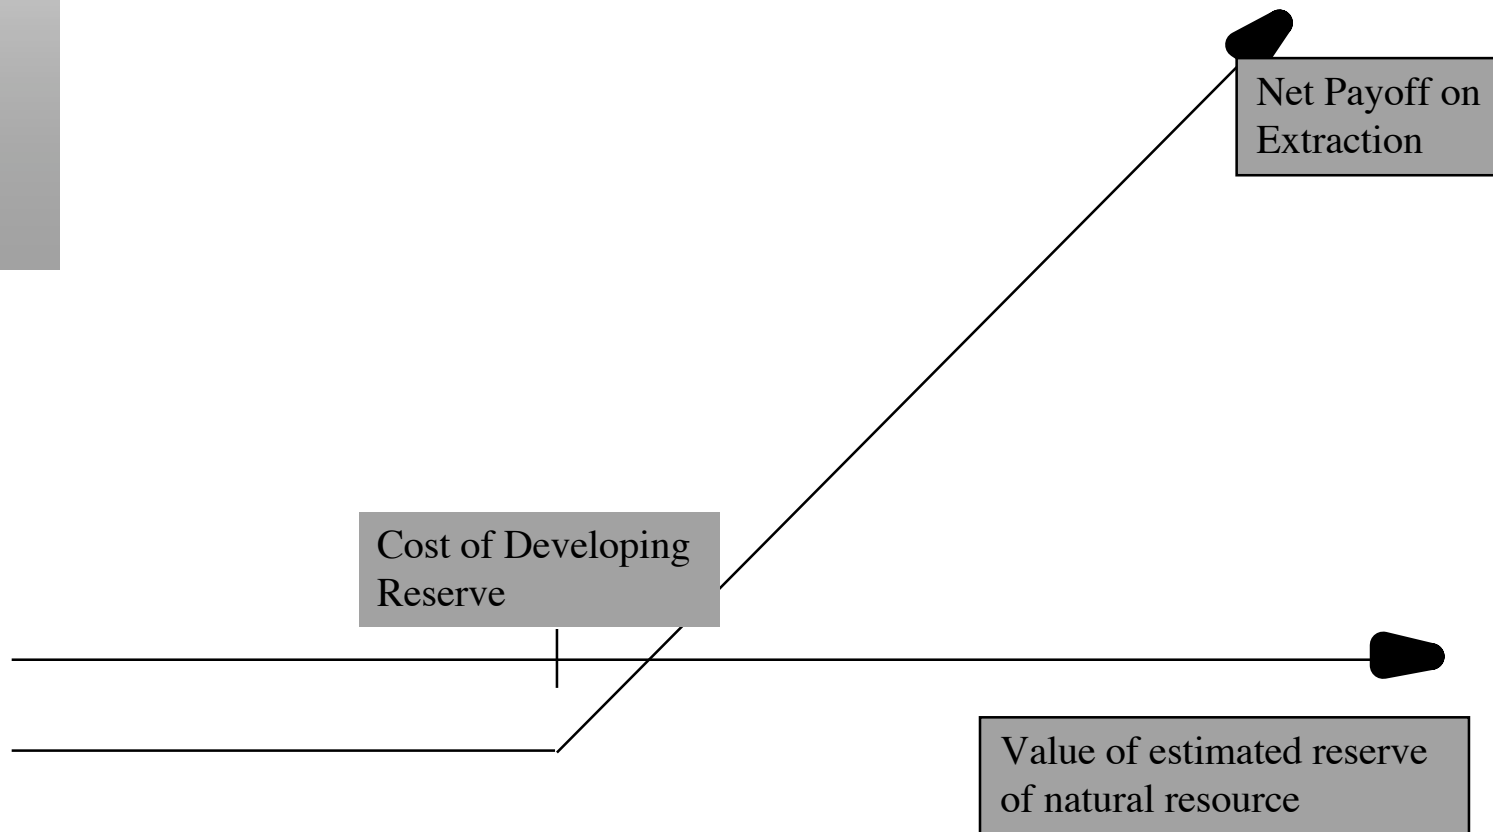 Net Payoff on
Extraction
Cost of Developing
Reserve
Value of estimated reserve
of natural resource